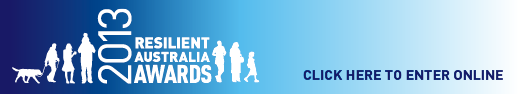 2013
RESILIENT
AUSTRALIA
AWARDS
CLICK HERE TO ENTER ONLINE